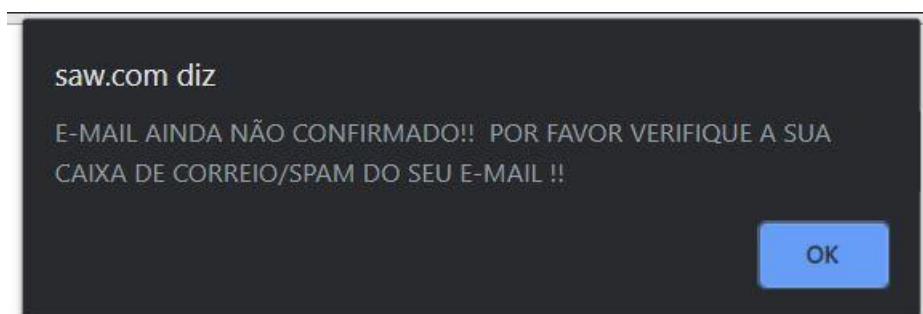 saw.com diz
E-MAIL AINDA NÃO CONFIRMADO!! POR FAVOR VERIFIQUE A SUA
CAIXA DE CORREIO/SPAM DO SEU E-MAIL !!
OK